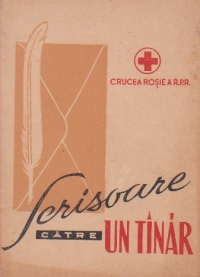 CRUCEA ROȘIE A R.P.R.
Scrisoare
CĂTRE
UN TÎNĂR